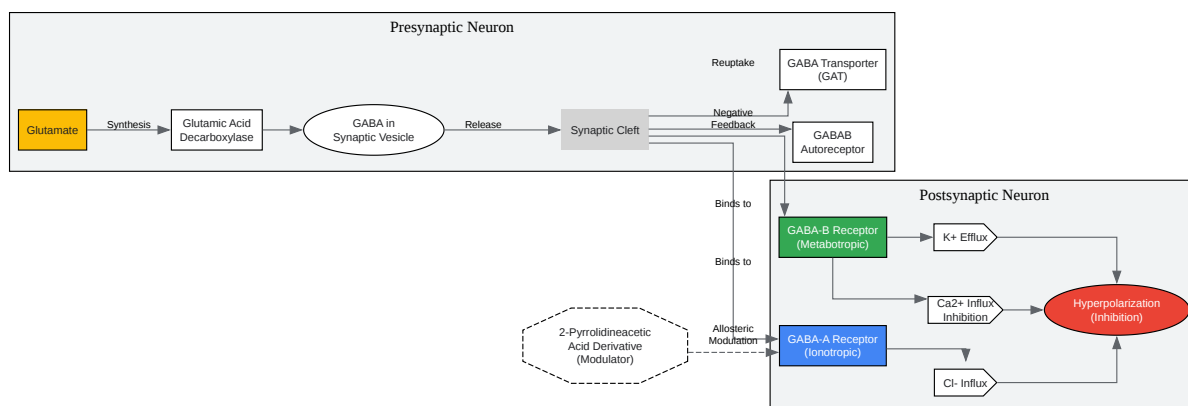 Presynaptic Neuron
Reuptake
GABA Transporter
(GAT)
Glutamate
Synthesis
Glutamic Acid
Decarboxylase
GABA in
Synaptic Vesicle
Release
Synaptic Cleft
Negative
Feedback
GABAB
Autoreceptor
Postsynaptic Neuron
Binds to
GABA-B Receptor
(Metabotropic)
K+ Efflux
Binds to
Ca2+ Influx
Inhibition
Hyperpolarization
(Inhibition)
2-Pyrrolidineacetic
Acid Derivative
(Modulator)
Allosteric
Modulation
GABA-A Receptor
(Ionotropic)
Cl- Influx